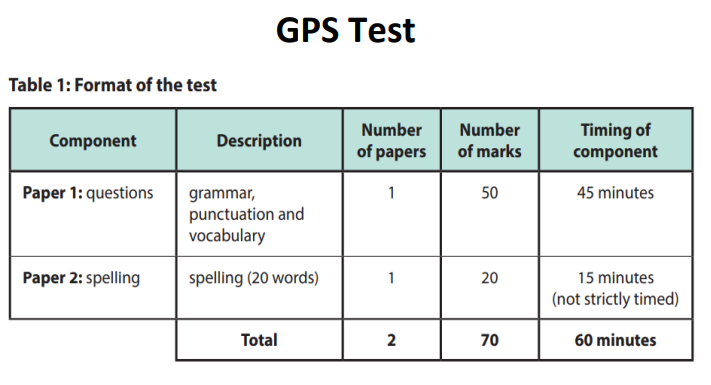 GPS Test
Table 1: Format of the test
Component Description Number of papers Number of marks Timing of component
Paper 1: questions grammar, punctuation and vocabulary 1 50 45 minutes
Paper 2: spelling spelling (20 words) 1 20 15 minutes (not strictly timed)
Total 2 70 60 minutes